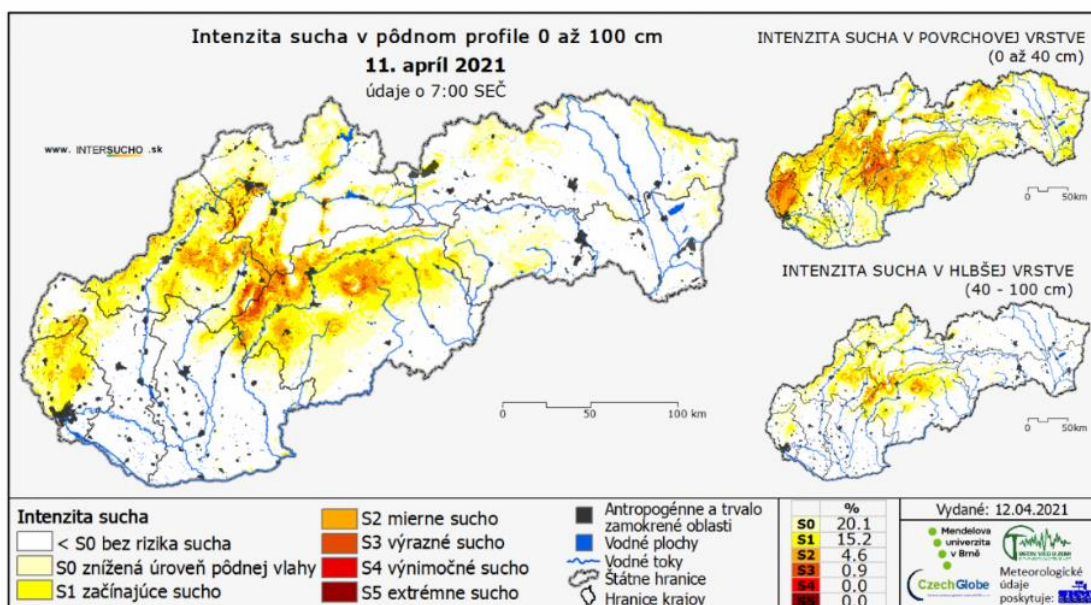 Intenzita sucha v pôdnom profile 0 až 100 cm
11. apríl 2021
údaje o 7:00 SEČ
www. INTERSUCHO .sk
0 50 100 km
INTENZITA SUCHA V POVRCHOVEJ VRSTVE
(0 až 40 cm)
0 50km
INTENZITA SUCHA V HLBŠEJ VRSTVE
(40 - 100 cm)
0 50km
Intenzita sucha
< S0 bez rizika sucha
S0 znížená úroveň pôdnej vlahy
S1 začínajúce sucho
S2 mierne sucho
S3 výrazné sucho
S4 výnimočné sucho
S5 extrémne sucho
Antropogénne a trvalo
zamokrené oblasti
Vodné plochy
Vodné toky
Štátne hranice
Hranice krajov
%
S0 20.1
S1 15.2
S2 4.6
S3 0.9
S4 0.0
S5 0.0
Vydané: 12.04.2021
Mendelova
univerzita
v Brně
CzechGlobe
Meteorologické
údaje
poskytuje: